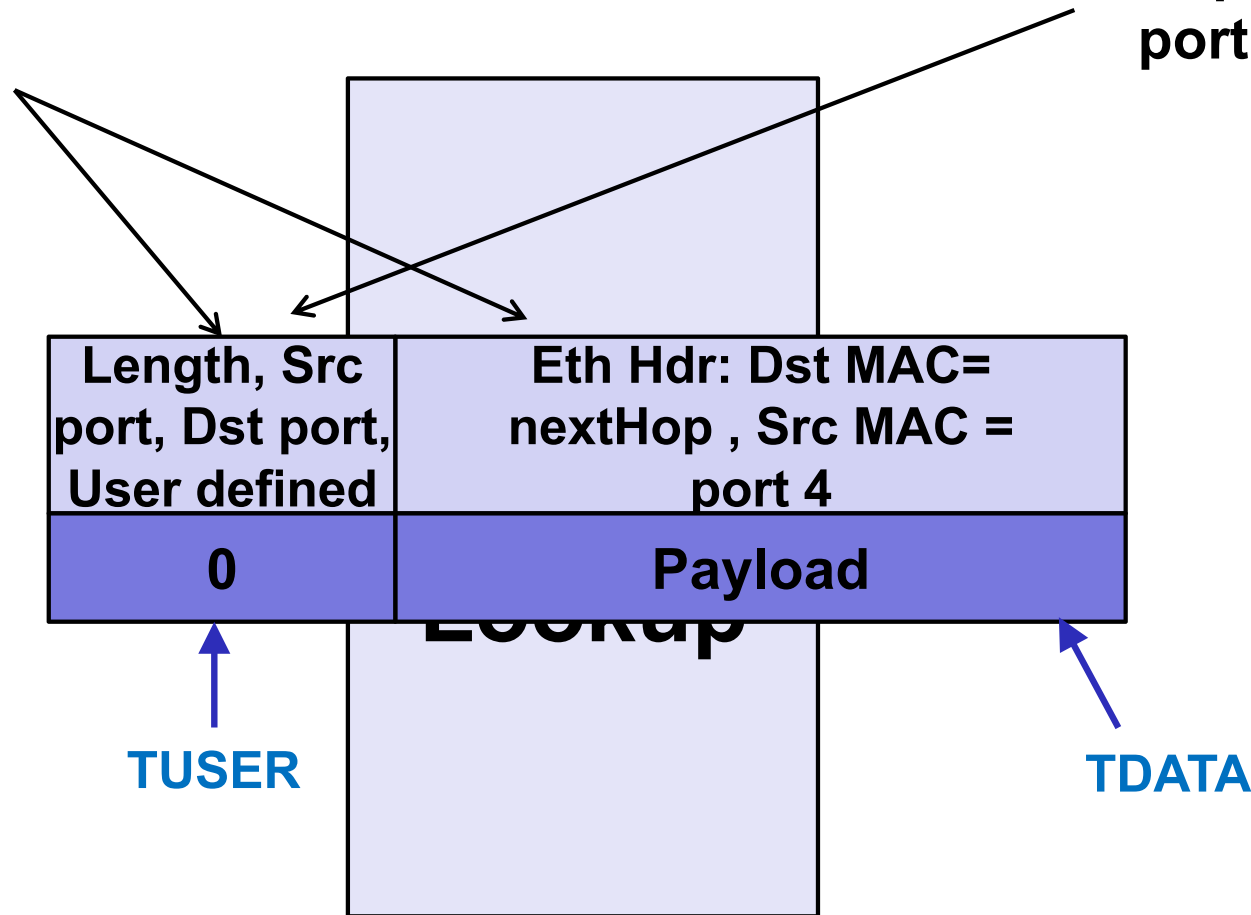 port
Length, Src
port, Dst port,
User defined
Eth Hdr: Dst MAC=
nextHop , Src MAC =
port 4
0
Payload
Lookup
TUSER
TDATA